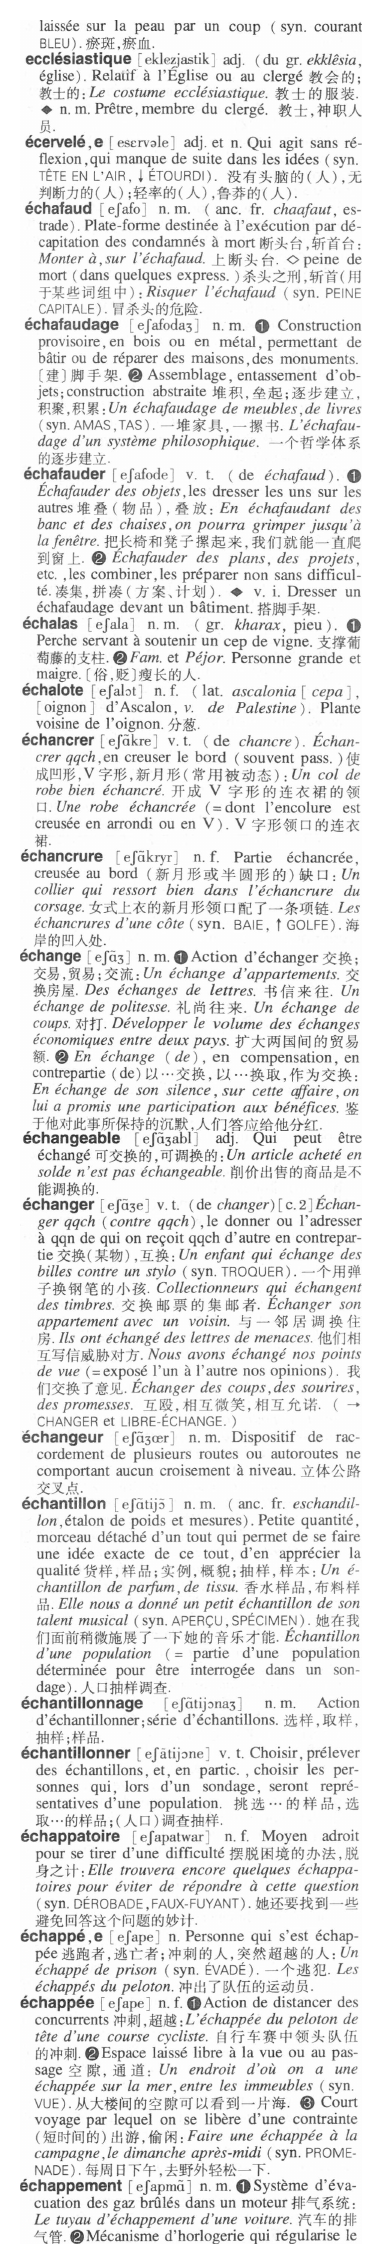 laissée sur la peau par un coup (syn. courant
BLEU). 瘀斑,瘀血.
ecclésiastique [eklezjastik] adj. (du gr. ekklêsia,
église). Relatif à l'Église ou au clergé 教会的;
教士的: Le costume ecclésiastique. 教士的服装.
◆ n. m. Prêtre, membre du clergé. 教士,神职人
员.
écervelé,e [esɛrvəle] adj. et n. Qui agit sans ré-
flexion, qui manque de suite dans les idées (syn.
TÊTE EN L'AIR, ↓ÉTOURDI). 没有头脑的(人),无
判断力的(人);轻率的(人),鲁莽的(人).
échafaud [eʃafo] n. m. (anc. fr. chaafaut, es-
trade). Plate-forme destinée à l'exécution par dé-
capitation des condamnés à mort 断头台,斩首台:
Monter à, sur l'échafaud. 上断头台. ◇ peine de
mort (dans quelques express.) 杀头之刑,斩首(用
于某些词组中): Risquer l'échafaud (syn. PEINE
CAPITALE). 冒杀头的危险.
échafaudage [eʃafodaʒ] n. m. ❶ Construction
provisoire, en bois ou en métal, permettant de
bâtir ou de réparer des maisons, des monuments.
[建] 脚手架. ❷ Assemblage, entassement d'ob-
jets; construction abstraite 堆积,垒起;逐步建立,
积聚,积累: Un échafaudage de meubles, de livres
(syn. AMAS, TAS). 一堆家具,一摞书. L'échafau-
dage d'un système philosophique. 一个哲学体系
的逐步建立.
échafauder [eʃafode] v. t. (de échafaud). ❶
Échafauder des objets, les dresser les uns sur les
autres 堆叠(物品),叠放: En échafaudant des
banc et des chaises, on pourra grimper jusqu'à
la fenêtre. 把长椅和凳子摞起来,我们就能一直爬
到窗上. ❷ Échafauder des plans, des projets,
etc., les combiner, les préparer non sans difficul-
té. 凑集,拼凑(方案、计划). ◆ v. i. Dresser un
échafaudage devant un bâtiment. 搭脚手架.
échalas [eʃala] n. m. (gr. kharax, pieu). ❶
Perche servant à soutenir un cep de vigne. 支撑葡
萄藤的支柱. ❷ Fam. et Péjor. Personne grande et
maigre. [俗,贬]瘦长的人.
échalote [eʃalɔt] n. f. (lat. ascalonia [cepa],
[oignon] d'Ascalon, v. de Palestine). Plante
voisine de l'oignon. 分葱.
échancrer [eʃɑ̃kre] v. t. (de chancre). Échan-
crer qqch, en creuser le bord (souvent pass.) 使
成凹形,V字形,新月形(常用被动态): Un col de
robe bien échancré. 开成 V 字形的连衣裙的领
口. Une robe échancrée (= dont l'encolure est
creusée en arrondi ou en V). V 字形领口的连衣
裙.
échancrure [eʃɑ̃kryr] n. f. Partie échancrée,
creusée au bord (新月形或半圆形的)缺口: Un
collier qui ressort bien dans l'échancrure du
corsage. 女式上衣的新月形领口配了一条项链. Les
échancrures d'une côte (syn. BAIE, ↑GOLFE). 海
岸的凹入处.
échange [eʃɑ̃ʒ] n. m. ❶ Action d'échanger 交换;
交易,贸易;交流: Un échange d'appartements. 交
换房屋. Des échanges de lettres. 书信来往. Un
échange de politesse. 礼尚往来. Un échange de
coups. 对打. Développer le volume des échanges
économiques entre deux pays. 扩大两国间的贸易
额. ❷ En échange (de), en compensation, en
contrepartie (de) 以…交换,以…换取,作为交换:
En échange de son silence, sur cette affaire, on
lui a promis une participation aux bénéfices. 鉴
于他对此事所保持的沉默,人们答应给他分红.
échangeable [eʃɑ̃ʒabl] adj. Qui peut être
échangé 可交换的,可调换的: Un article acheté en
solde n'est pas échangeable. 削价出售的商品是不
能调换的.
échanger [eʃɑ̃ʒe] v. t. (de changer) [c.2] Échan-
ger qqch (contre qqch), le donner ou l'adresser
à qqn de qui on reçoit qqch d'autre en contrepar-
tie 交换(某物),互换: Un enfant qui échange des
billes contre un stylo (syn. TROQUER). 一个用弹
子换钢笔的小孩. Collectionneurs qui échangent
des timbres. 交换邮票的集邮者. Échanger son
appartement avec un voisin. 与一邻居调换住
房. Ils ont échangé des lettres de menaces. 他们相
互写信威胁对方. Nous avons échangé nos points
de vue (= exposé l'un à l'autre nos opinions). 我
们交换了意见. Échanger des coups, des sourires,
des promesses. 互殴,相互微笑,相互允诺. (→
CHANGER et LIBRE-ÉCHANGE.)
échangeur [eʃɑ̃ʒœr] n. m. Dispositif de rac-
cordement de plusieurs routes ou autoroutes ne
comportant aucun croisement à niveau. 立体公路
交叉点.
échantillon [eʃɑ̃tijɔ̃] n. m. (anc. fr. eschandil-
lon, étalon de poids et mesures). Petite quantité,
morceau détaché d'un tout qui permet de se faire
une idée exacte de ce tout, d'en apprécier la
qualité 货样,样品;实例,概貌;抽样,样本: Un é-
chantillon de parfum, de tissu. 香水样品,布料样
品. Elle nous a donné un petit échantillon de son
talent musical (syn. APERÇU, SPÉCIMEN). 她在我
们面前稍微施展了一下她的音乐才能. Échantillon
d'une population (= partie d'une population
déterminée pour être interrogée dans un son-
dage). 人口抽样调查.
échantillonnage [eʃɑ̃tijɔnaʒ] n. m. Action
d'échantillonner; série d'échantillons. 选样,取样,
抽样;样品.
échantillonner [eʃɑ̃tijɔne] v. t. Choisir, prélever
des échantillons, et, en partic., choisir les per-
sonnes qui, lors d'un sondage, seront repré-
sentatives d'une population. 挑选…的样品,选
取…的样品;(人口)调查抽样.
échappatoire [eʃapatwar] n. f. Moyen adroit
pour se tirer d'une difficulté 摆脱困境的办法,脱
身之计: Elle trouvera encore quelques échappa-
toires pour éviter de répondre à cette question
(syn. DÉROBADE, FAUX-FUYANT). 她还要找到一些
避免回答这个问题的妙计.
échappé,e [eʃape] n. Personne qui s'est échap-
pée 逃跑者,逃亡者;冲刺的人,突然超越的人: Un
échappé de prison (syn. ÉVADÉ). 一个逃犯. Les
échappés du peloton. 冲出了队伍的运动员.
échappée [eʃape] n. f. ❶ Action de distancer des
concurrents 冲刺,超越: L'échappée du peloton de
tête d'une course cycliste. 自行车赛中领头队伍
的冲刺. ❷ Espace laissé libre à la vue ou au pas-
sage 空隙,通道: Un endroit d'où on a une
échappée sur la mer, entre les immeubles (syn.
VUE). 从大楼间的空隙可以看到一片海. ❸ Court
voyage par lequel on se libère d'une contrainte
(短时间的)出游,偷闲: Faire une échappée à la
campagne, le dimanche après-midi (syn. PROME-
NADE). 每周日下午,去野外轻松一下.
échappement [eʃapmɑ̃] n. m. ❶ Système d'éva-
cuation des gaz brûlés dans un moteur 排气系统:
Le tuyau d'échappement d'une voiture. 汽车的排
气管. ❷ Mécanisme d'horlogerie qui régularise le